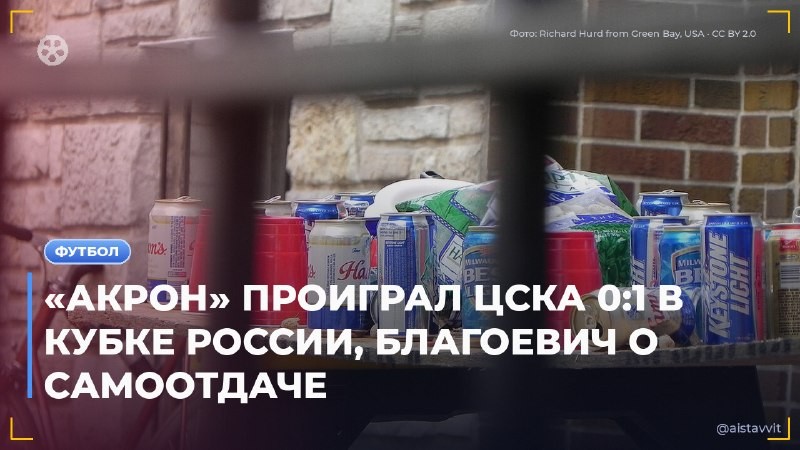 Фото: Richard Hurd from Green Bay, USA · CC BY 2.0
ФУТБОЛ
«АКРОН» ПРОИГРАЛ ЦСКА 0:1 В
КУБКЕ РОССИИ, БЛАГОЕВИЧ О
САМООТДАЧЕ
KEYSTONE
LIGHT
@aistavvit